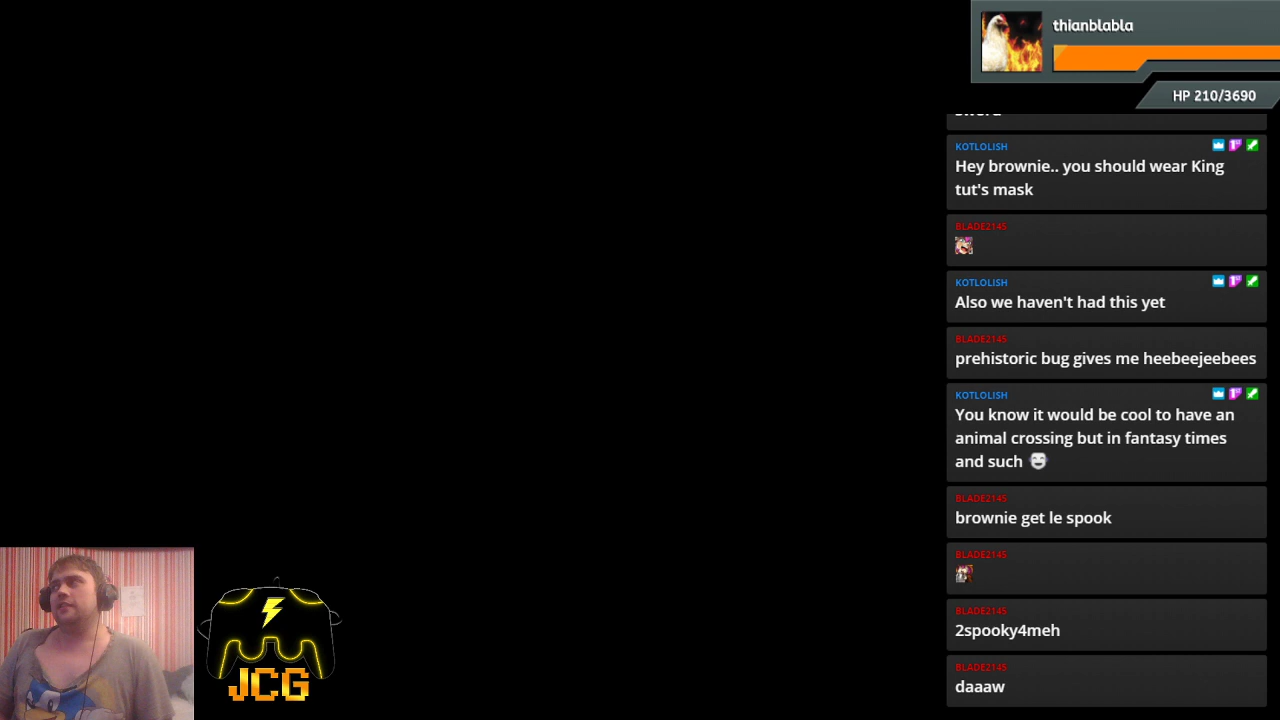 thianblabla
HP 210/3690
KOTLOLISH
Hey brownie.. you should wear King
tut's mask
BLADE2145
KOTLOLISH
Also we haven't had this yet
BLADE2145
prehistoric bug gives me heebeejeebees
KOTLOLISH
You know it would be cool to have an
animal crossing but in fantasy times
and such
BLADE2145
brownie get le spook
BLADE2145
BLADE2145
2spooky4meh
BLADE2145
daaaw
JCG